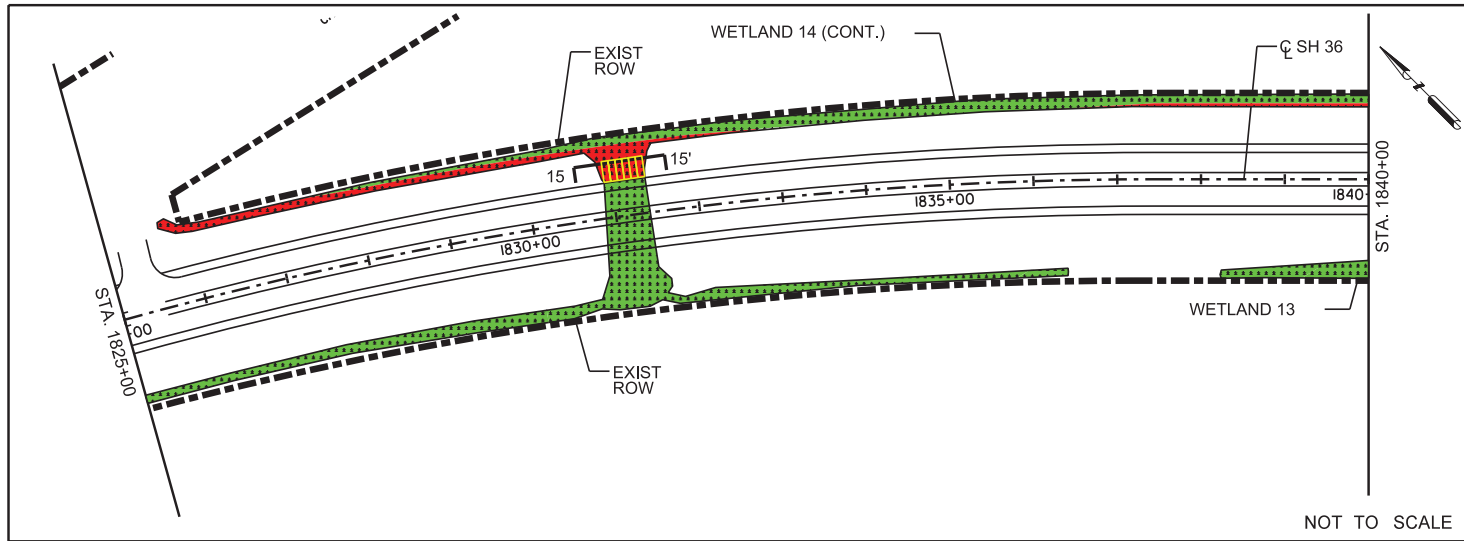 WETLAND 14 (CONT.)
EXIST
ROW
℄ SH 36
15
15'
1830+00
1835+00
1840+
STA. 1840+00
STA. 1825+00
+00
WETLAND 13
EXIST
ROW
NOT TO SCALE